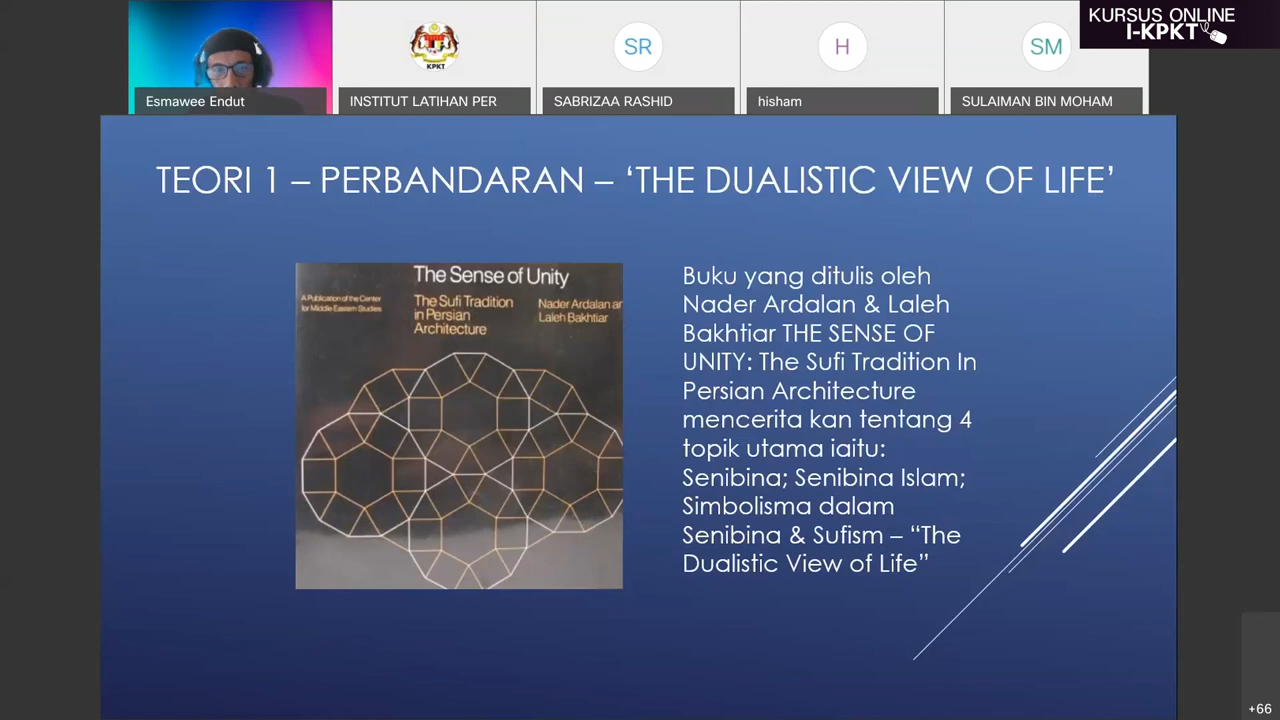 KURSUS ONLINE
I-KPKT
KPKT
SR
H
SM
Esmawee Endut
INSTITUT LATIHAN PER
SABRIZAA RASHID
hisham
SULAIMAN BIN MOHAM
TEORI 1 – PERBANDARAN – ‘THE DUALISTIC VIEW OF LIFE’
The Sense of Unity
A Publication of the Center
for Middle Eastern Studies
The Sufi Tradition
in Persian
Architecture
Nader Ardalan an
Laleh Bakhtiar
Buku yang ditulis oleh
Nader Ardalan & Laleh
Bakhtiar THE SENSE OF
UNITY: The Sufi Tradition In
Persian Architecture
mencerita kan tentang 4
topik utama iaitu:
Senibina; Senibina Islam;
Simbolisma dalam
Senibina & Sufism – “The
Dualistic View of Life”
+66